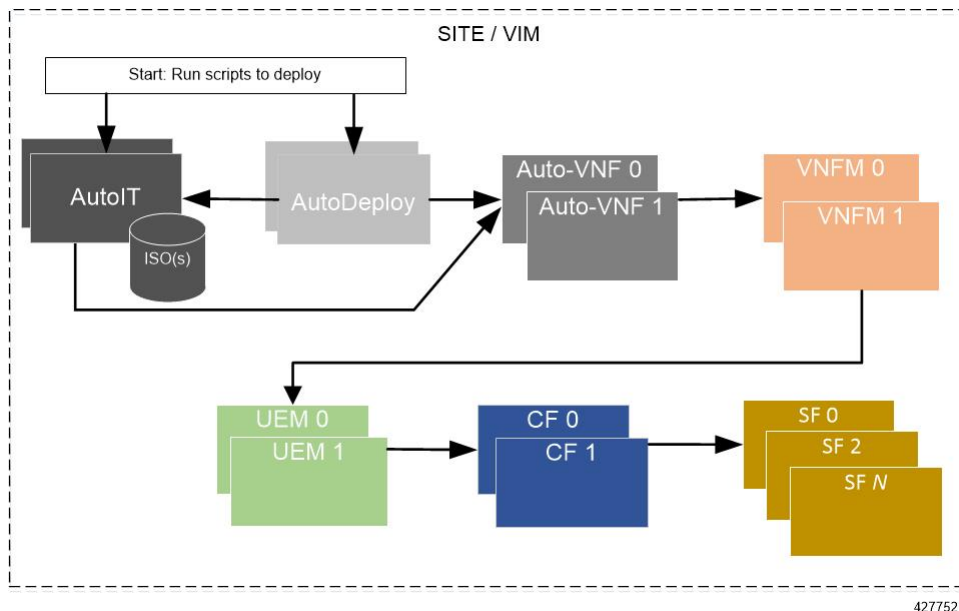 SITE / VIM
Start: Run scripts to deploy
AutoIT
ISO(s)
AutoDeploy
Auto-VNF 0
Auto-VNF 1
VNFM 0
VNFM 1
UEM 0
UEM 1
CF 0
CF 1
SF 0
SF 2
SF N
427752